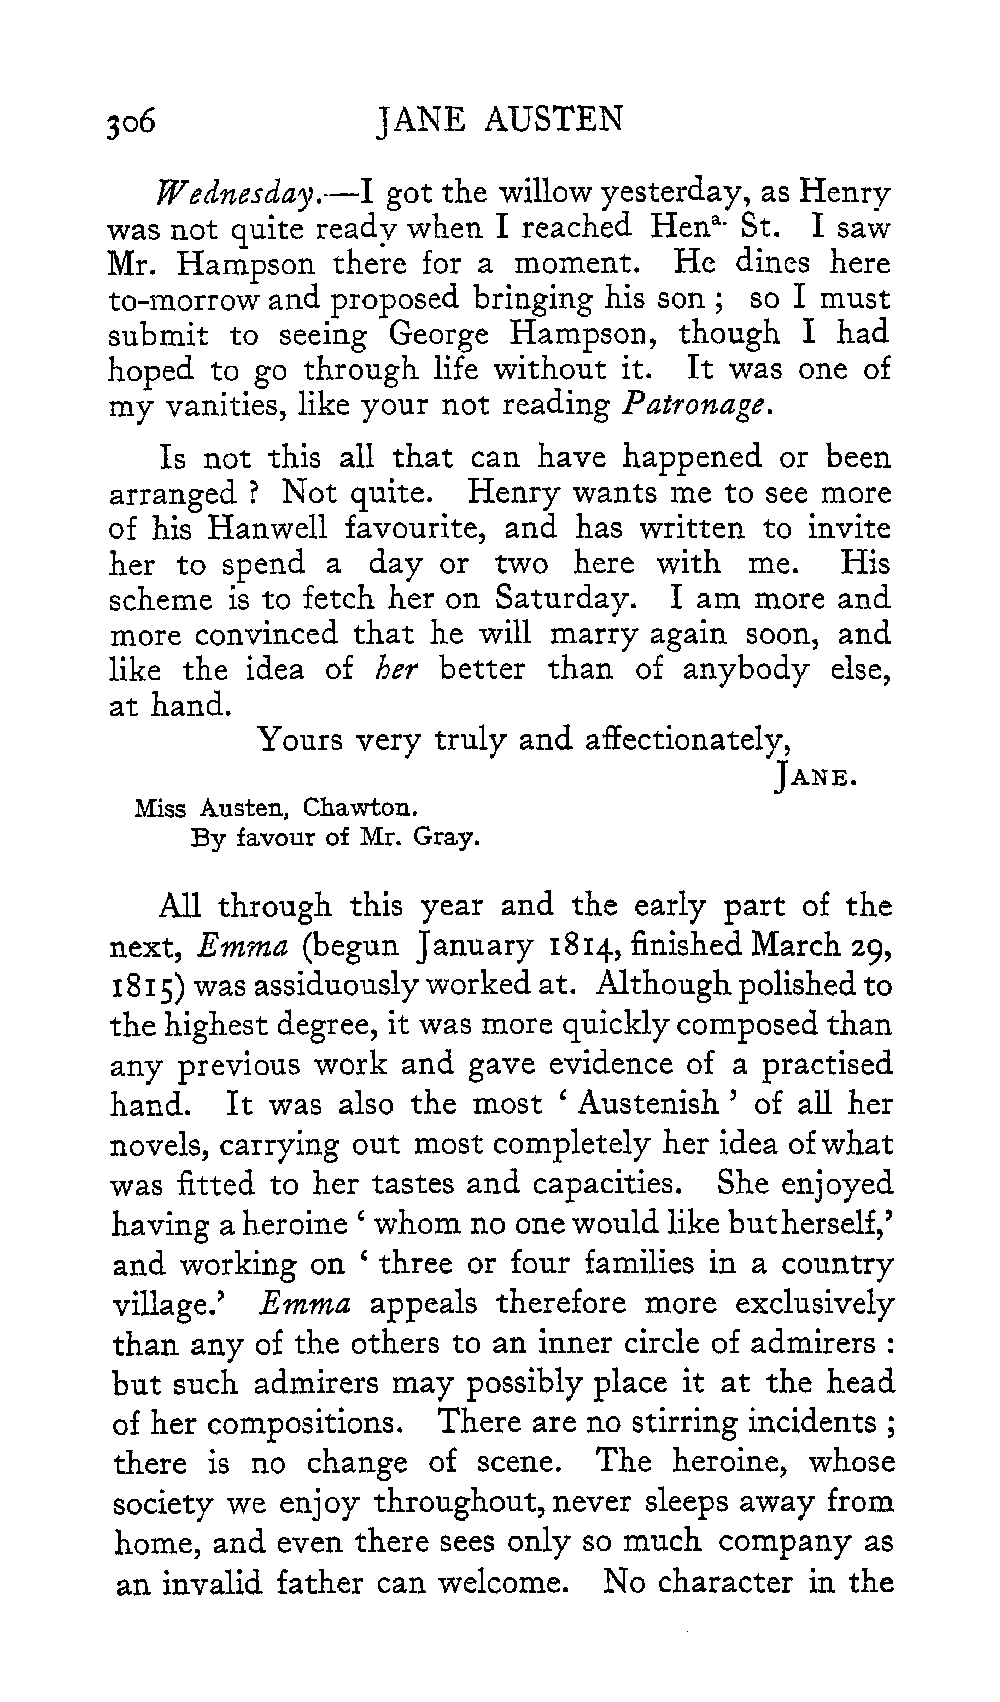 306 JANE AUSTEN
Wednesday.—I got the willow yesterday, as Henry
was not quite ready when I reached Hen^a. St. I saw
Mr. Hampson there for a moment. He dines here
to-morrow and proposed bringing his son ; so I must
submit to seeing George Hampson, though I had
hoped to go through life without it. It was one of
my vanities, like your not reading Patronage.
Is not this all that can have happened or been
arranged ? Not quite. Henry wants me to see more
of his Hanwell favourite, and has written to invite
her to spend a day or two here with me. His
scheme is to fetch her on Saturday. I am more and
more convinced that he will marry again soon, and
like the idea of her better than of anybody else,
at hand.
Yours very truly and affectionately,
JANE.
Miss Austen, Chawton.
By favour of Mr. Gray.
All through this year and the early part of the
next, Emma (begun January 1814, finished March 29,
1815) was assiduously worked at. Although polished to
the highest degree, it was more quickly composed than
any previous work and gave evidence of a practised
hand. It was also the most ‘ Austenish ’ of all her
novels, carrying out most completely her idea of what
was fitted to her tastes and capacities. She enjoyed
having a heroine ‘ whom no one would like but herself,’
and working on ‘ three or four families in a country
village.’ Emma appeals therefore more exclusively
than any of the others to an inner circle of admirers :
but such admirers may possibly place it at the head
of her compositions. There are no stirring incidents ;
there is no change of scene. The heroine, whose
society we enjoy throughout, never sleeps away from
home, and even there sees only so much company as
an invalid father can welcome. No character in the